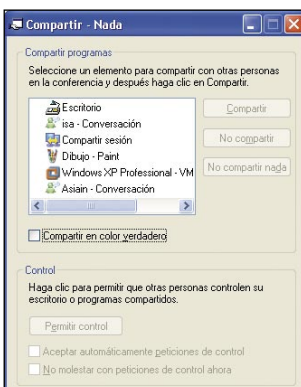 Compartir - Nada
Compartir programas
Seleccione un elemento para compartir con otras personas
en la conferencia y después haga clic en Compartir.
Escritorio
isa - Conversación
Compartir sesión
Dibujo - Paint
Windows XP Professional - VM
Asiain - Conversación
Compartir
No compartir
No compartir nada
Compartir en color verdadero
Control
Haga clic para permitir que otras personas controlen su
escritorio o programas compartidos.
Permitir control
Aceptar automáticamente peticiones de control
No molestar con peticiones de control ahora